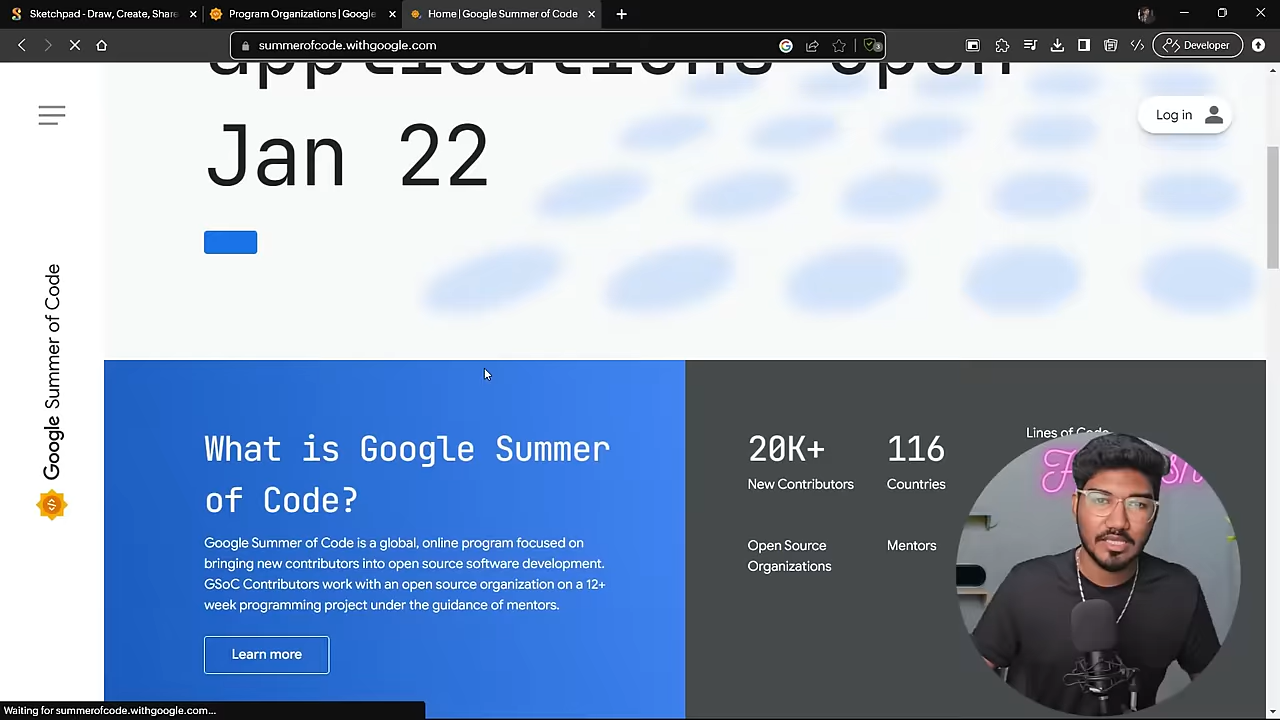 Sketchpad - Draw, Create, Share
Program Organizations | Google
Home | Google Summer of Code
summerofcode.withgoogle.com
Developer
applications open
Jan 22
Log in
Google Summer of Code
What is Google Summer
of Code?
Google Summer of Code is a global, online program focused on
bringing new contributors into open source software development.
GSoC Contributors work with an open source organization on a 12+
week programming project under the guidance of mentors.
Learn more
20K+
New Contributors
116
Countries
Lines of Code
Open Source
Organizations
Mentors
Waiting for summerofcode.withgoogle.com...